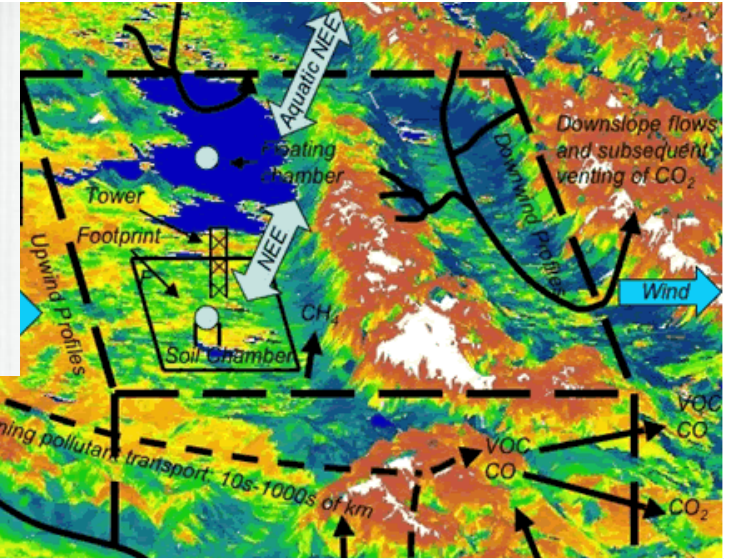 Aquatic NEE
Floating
chamber
Downslope flows
and subsequent
venting of CO₂
Tower
Footprint
Upwind Profiles
NEE
Downwind Profiles
Wind
CH₄
Soil Chamber
pollutant transport, 10s-1000s of km
VOC
CO
VOC
CO
CO₂